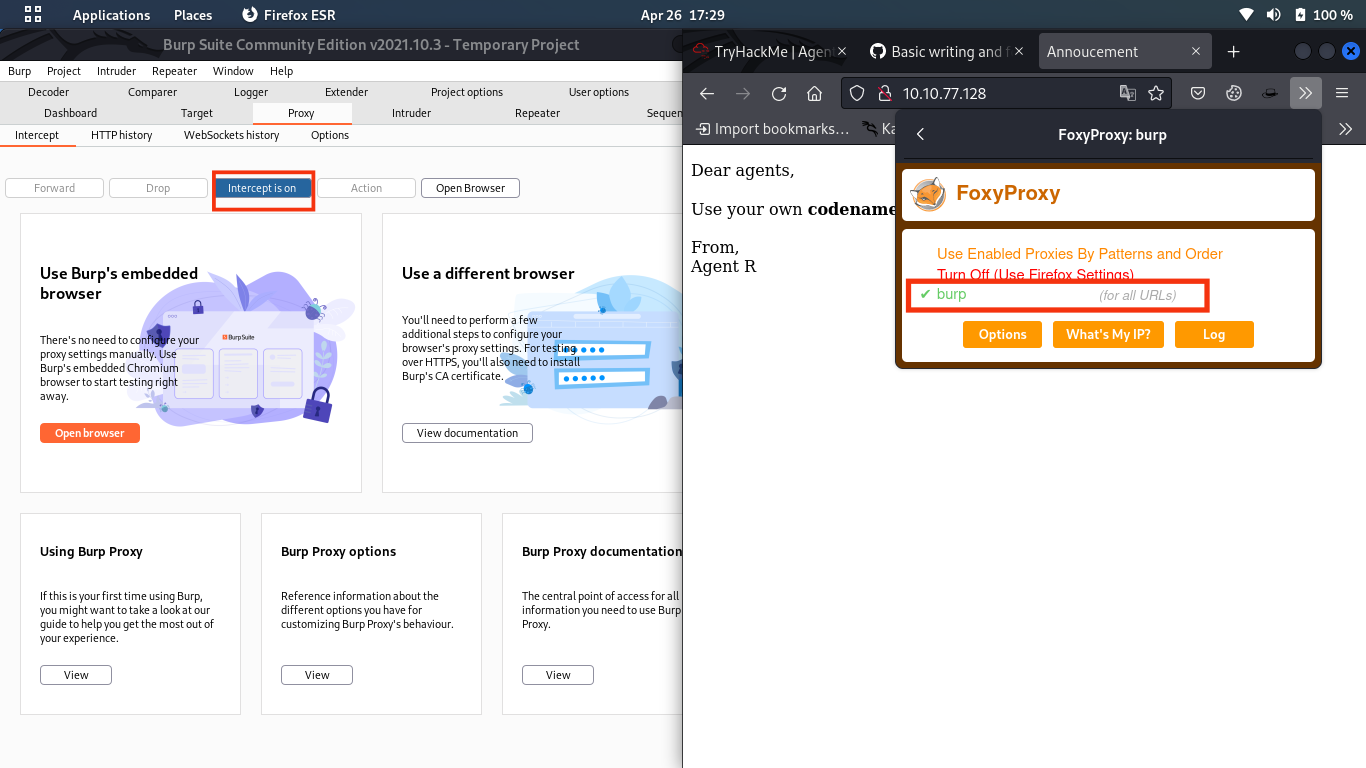 Applications Places Firefox ESR Apr 26 17:29 100 %
Burp Suite Community Edition v2021.10.3 - Temporary Project
Burp Project Intruder Repeater Window Help
Decoder Comparer Logger Extender Project options User options
Dashboard Target Proxy Intruder Repeater Sequen
Intercept HTTP history WebSockets history Options
Forward Drop Intercept is on Action Open Browser
Use Burp's embedded
browser
There's no need to configure your
proxy settings manually. Use
Burp's embedded Chromium
browser to start testing right
away.
BurpSuite
Open browser
Use a different browser
You'll need to perform a few
additional steps to configure your
browser's proxy settings. For testing
over HTTPS, you'll also need to install
Burp's CA certificate.
View documentation
Using Burp Proxy
If this is your first time using Burp,
you might want to take a look at our
guide to help you get the most out of
your experience.
View
Burp Proxy options
Reference information about the
different options you have for
customizing Burp Proxy's behaviour.
View
Burp Proxy documentation
The central point of access for all
information you need to use Burp
Proxy.
View
TryHackMe | Agen Basic writing and f Annoucement
10.10.77.128
Import bookmarks… Ka
Dear agents,
Use your own codename
From,
Agent R
FoxyProxy: burp
FoxyProxy
Use Enabled Proxies By Patterns and Order
Turn Off (Use Firefox Settings)
✔ burp (for all URLs)
Options What's My IP? Log